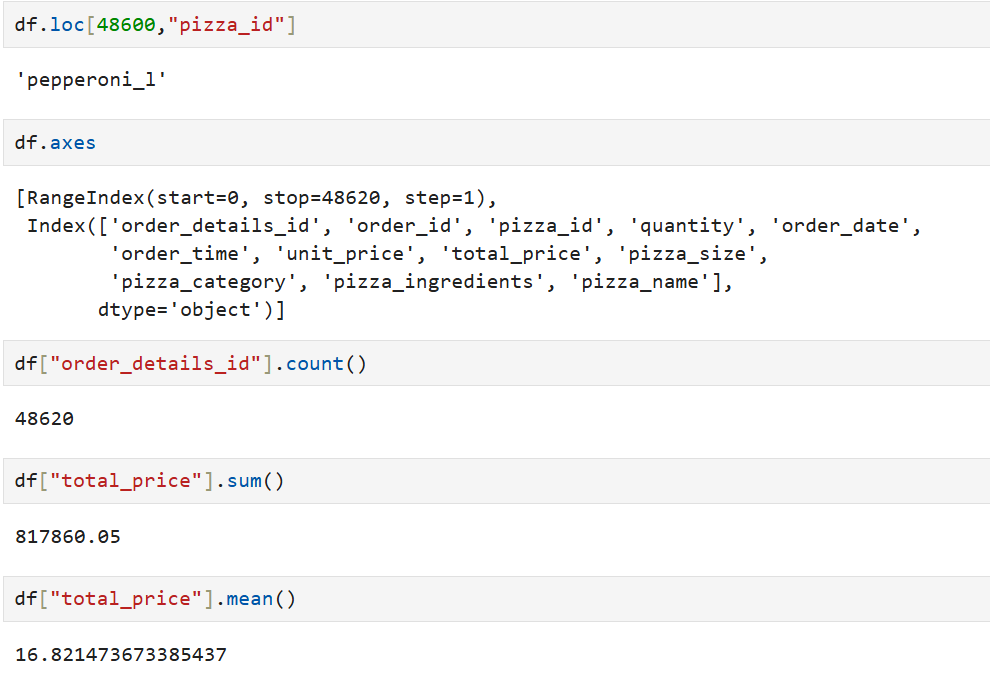 df.loc[48600,"pizza_id"]
'pepperoni_l'
df.axes
[RangeIndex(start=0, stop=48620, step=1),
 Index(['order_details_id', 'order_id', 'pizza_id', 'quantity', 'order_date',
        'order_time', 'unit_price', 'total_price', 'pizza_size',
        'pizza_category', 'pizza_ingredients', 'pizza_name'],
       dtype='object')]
df["order_details_id"].count()
48620
df["total_price"].sum()
817860.05
df["total_price"].mean()
16.821473673385437